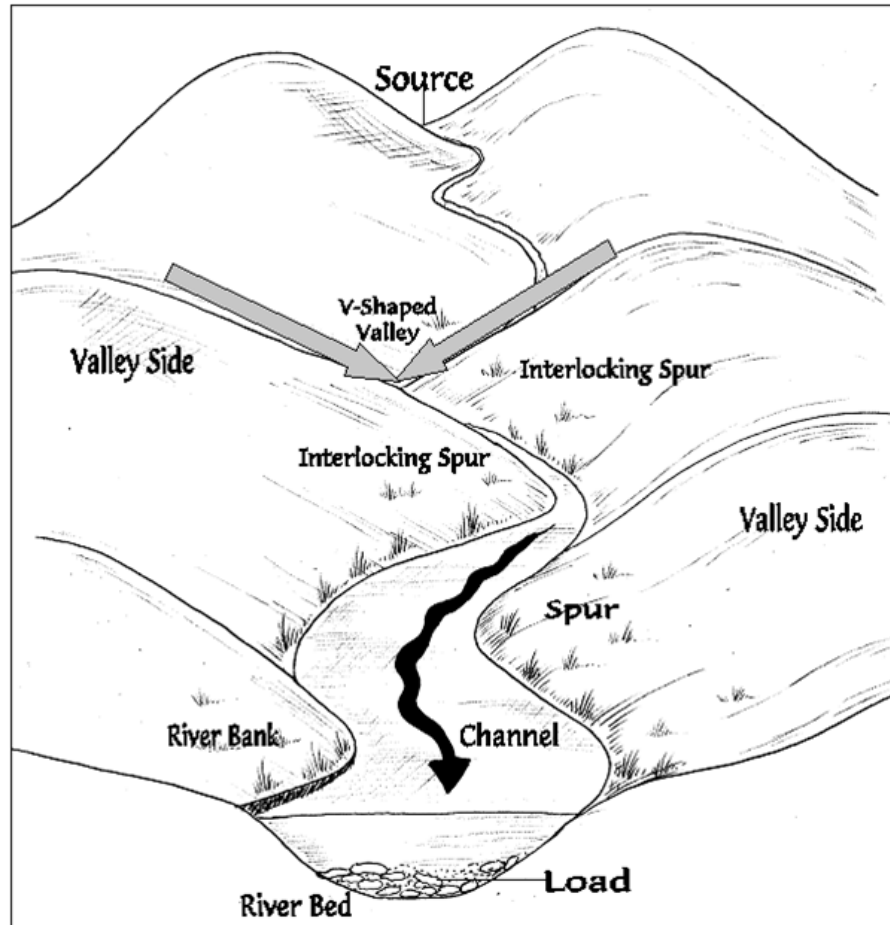 Source
V-Shaped
Valley
Valley Side
Interlocking Spur
Interlocking Spur
Valley Side
Spur
River Bank
Channel
Load
River Bed